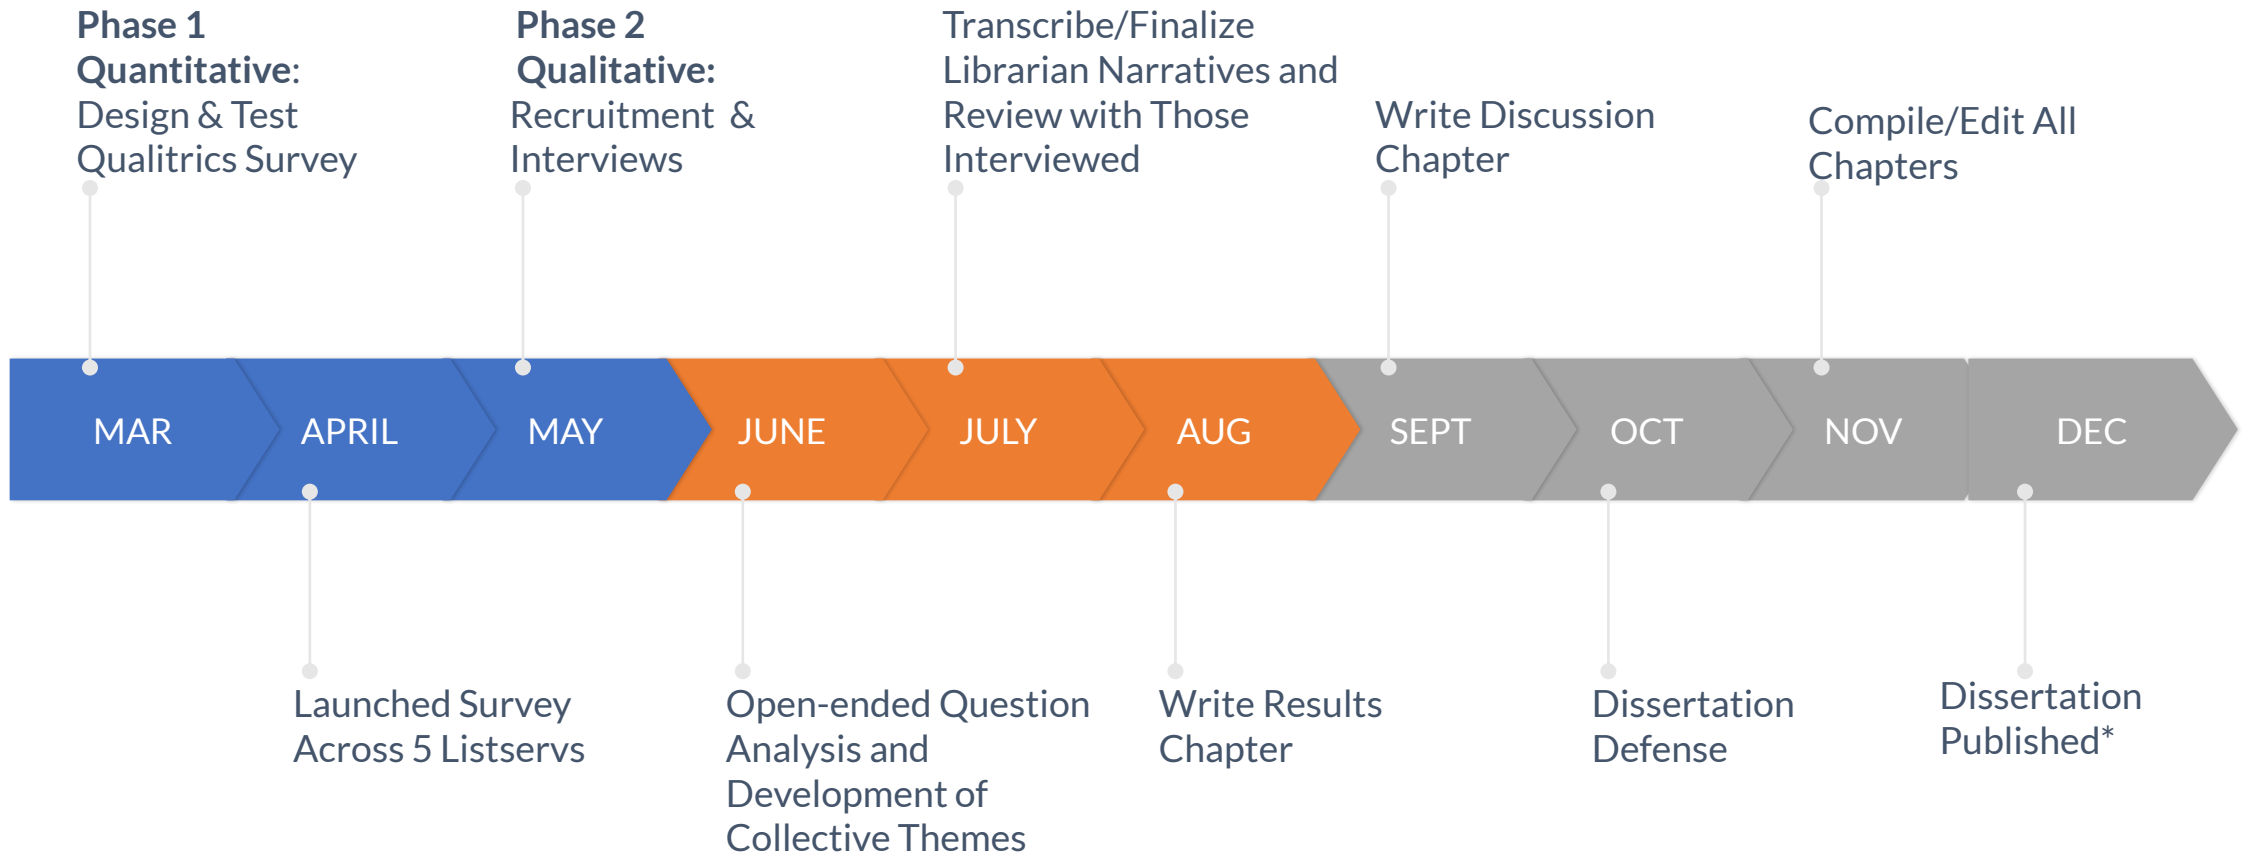 Phase 1
Quantitative:
Design & Test
Qualitrics Survey
Phase 2
Qualitative:
Recruitment &
Interviews
Transcribe/Finalize
Librarian Narratives and
Review with Those
Interviewed
Write Discussion
Chapter
Compile/Edit All
Chapters
MAR
APRIL
MAY
JUNE
JULY
AUG
SEPT
OCT
NOV
DEC
Launched Survey
Across 5 Listservs
Open-ended Question
Analysis and
Development of
Collective Themes
Write Results
Chapter
Dissertation
Defense
Dissertation
Published*